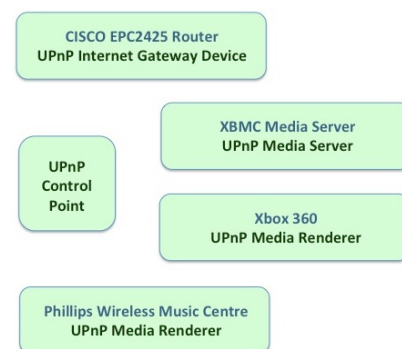 CISCO EPC2425 Router
UPnP Internet Gateway Device
XBMC Media Server
UPnP Media Server
UPnP
Control
Point
Xbox 360
UPnP Media Renderer
Phillips Wireless Music Centre
UPnP Media Renderer